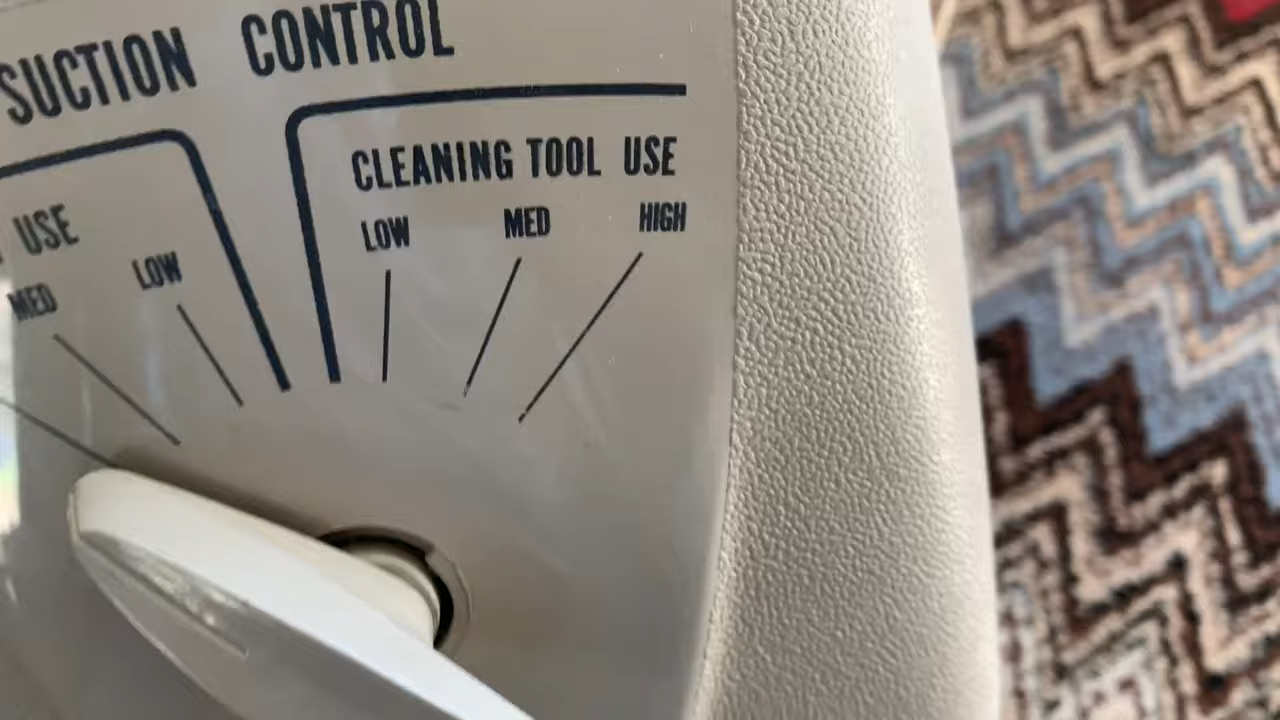 SUCTION CONTROL
USE
MED LOW
CLEANING TOOL USE
LOW MED HIGH